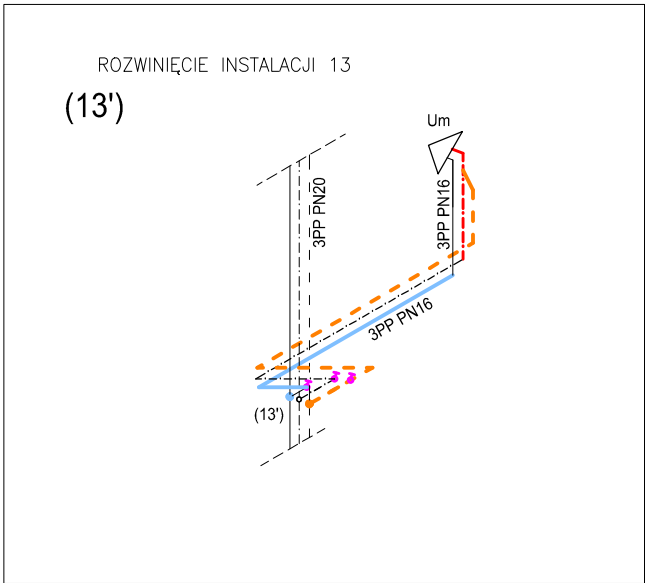 ROZWINIĘCIE INSTALACJI 13
(13')
Um
3PP PN20
3PP PN16
3PP PN16
(13')